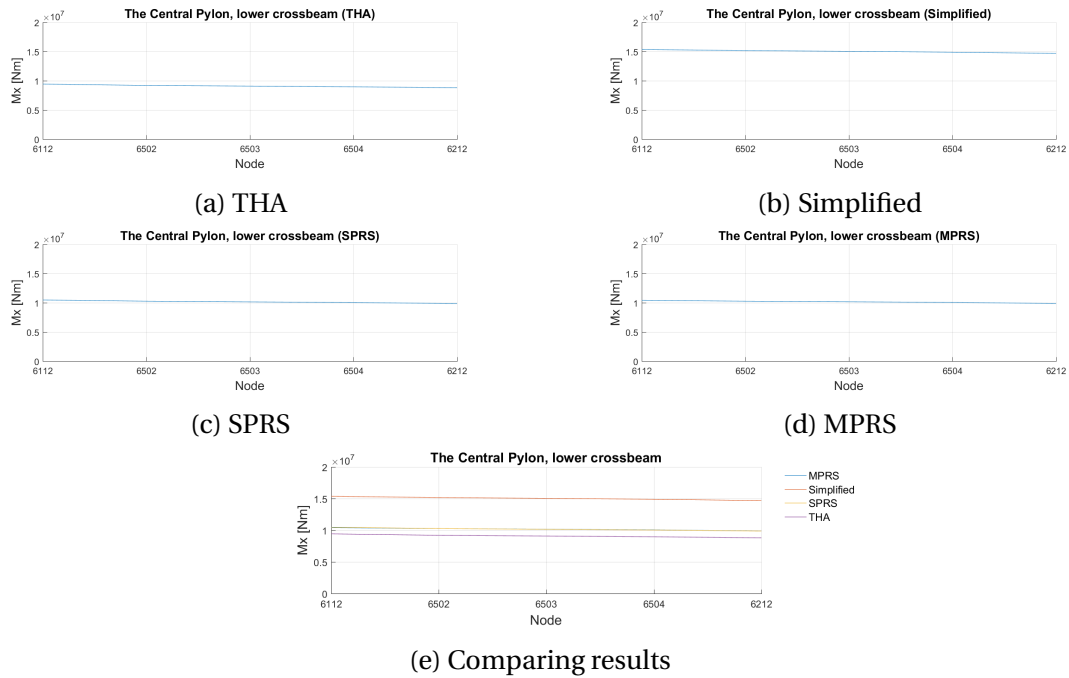 The Central Pylon, lower crossbeam (THA)
×10^7
2
1.5
1
0.5
0
Mx [Nm]
6112 6502 6503 6504 6212
Node
(a) THA
The Central Pylon, lower crossbeam (Simplified)
×10^7
2
1.5
1
0.5
0
Mx [Nm]
6112 6502 6503 6504 6212
Node
(b) Simplified
The Central Pylon, lower crossbeam (SPRS)
×10^7
2
1.5
1
0.5
0
Mx [Nm]
6112 6502 6503 6504 6212
Node
(c) SPRS
The Central Pylon, lower crossbeam (MPRS)
×10^7
2
1.5
1
0.5
0
Mx [Nm]
6112 6502 6503 6504 6212
Node
(d) MPRS
The Central Pylon, lower crossbeam
×10^7
2
1.5
1
0.5
0
Mx [Nm]
6112 6502 6503 6504 6212
Node
MPRS
Simplified
SPRS
THA
(e) Comparing results